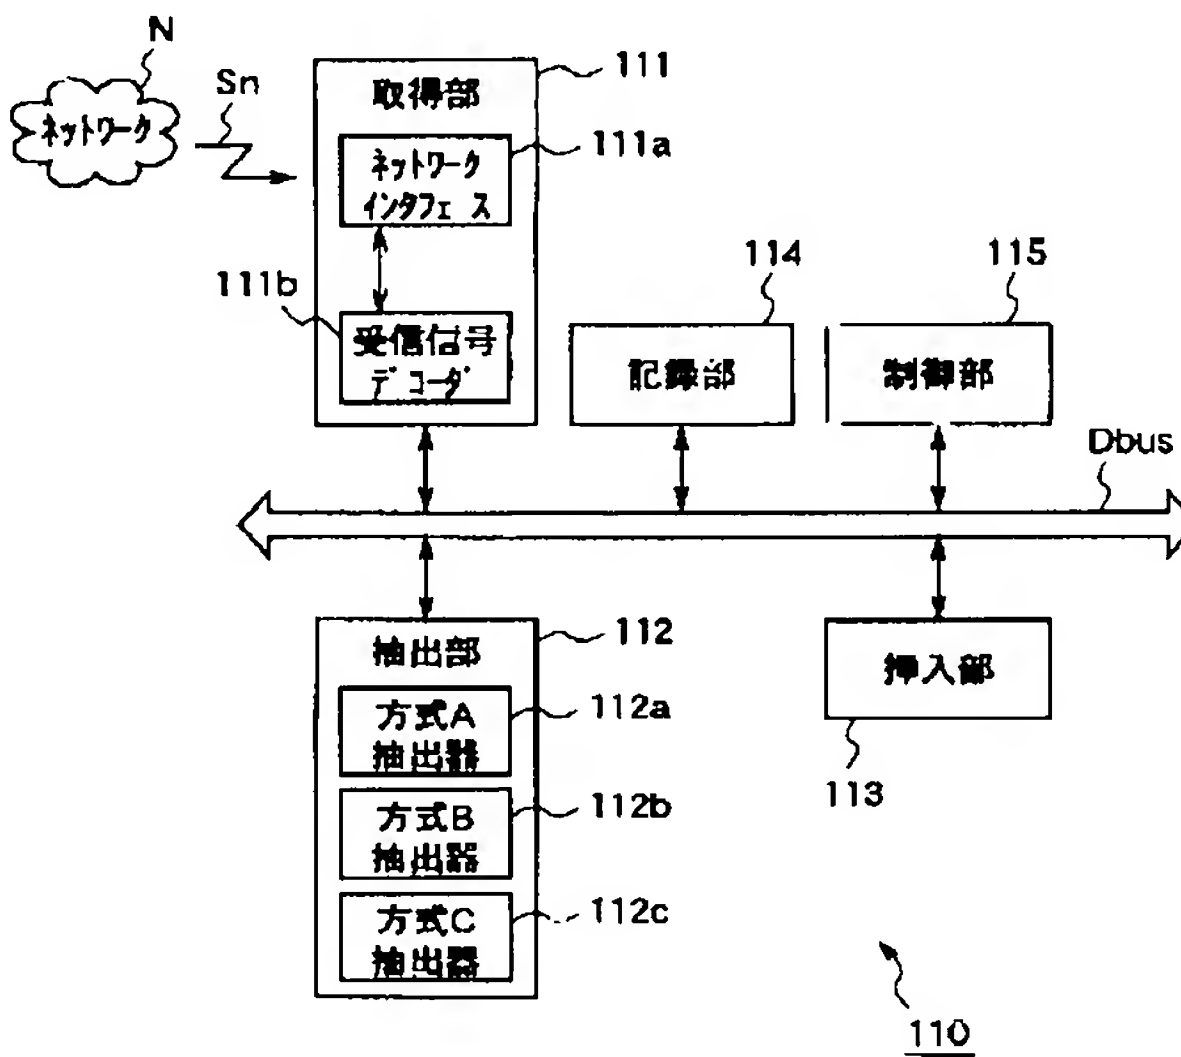 N
ネットワーク
Sn
111
取得部
111a
ネットワーク
インタフェース
111b
受信信号
デコーダ
114
記録部
115
制御部
Dbus
112
抽出部
112a
方式A
抽出器
112b
方式B
抽出器
112c
方式C
抽出器
挿入部
113
110